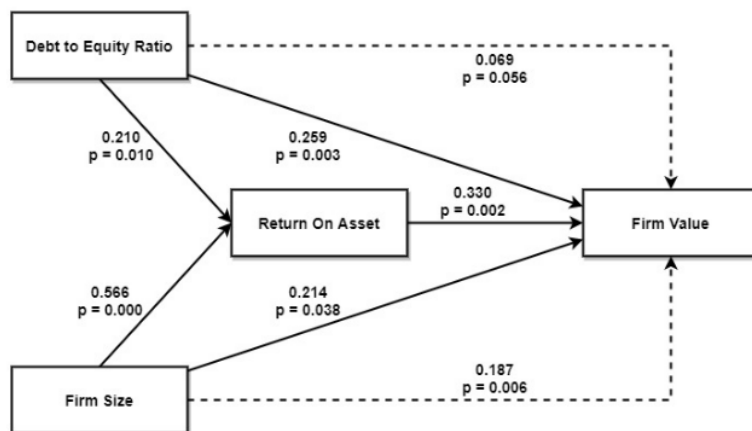 Debt to Equity Ratio
0.069
p = 0.056
0.210
p = 0.010
0.259
p = 0.003
Return On Asset
0.330
p = 0.002
Firm Value
0.566
p = 0.000
0.214
p = 0.038
Firm Size
0.187
p = 0.006